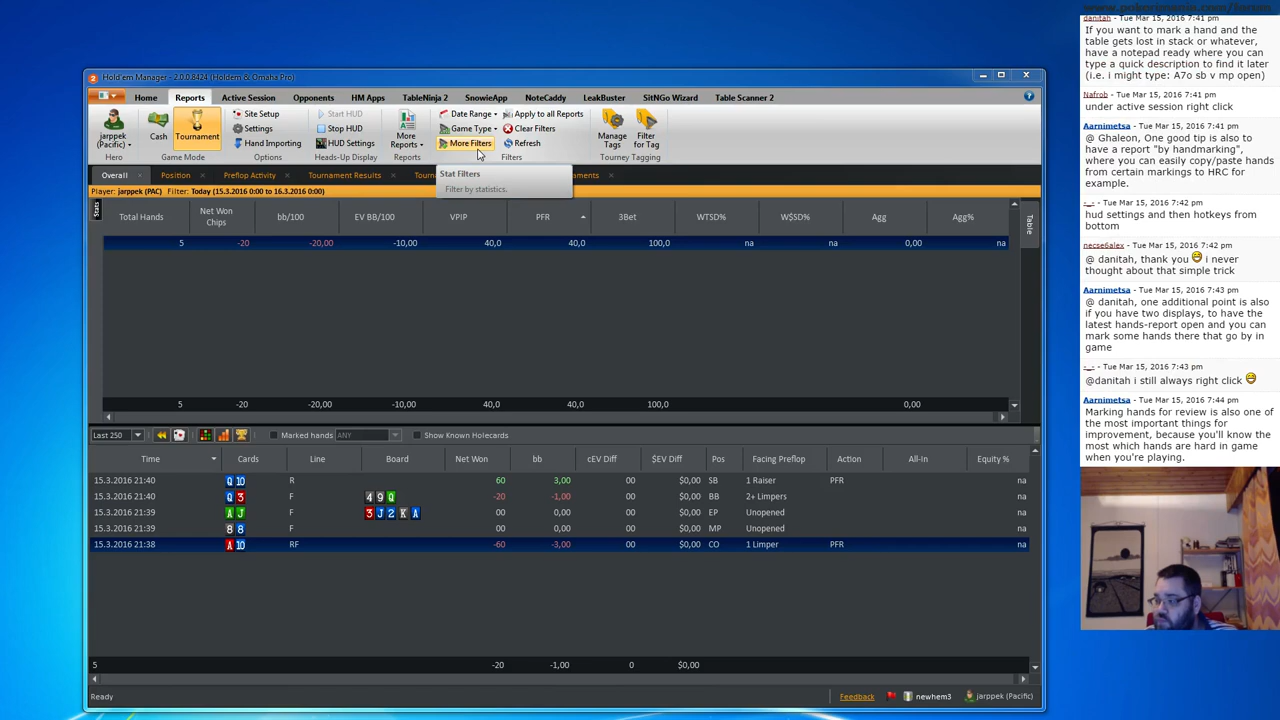 Hold'em Manager - 2.0.0.8424 (Holdem & Omaha Pro)
Home Reports Active Session Opponents HM Apps TableNinja 2 SnowieApp NoteCaddy LeakBuster SitNGo Wizard Table Scanner 2
jarppek (Pacific)
Hero
Cash Tournament
Game Mode
Site Setup
Settings
Hand Importing
Options
Start HUD
Stop HUD
HUD Settings
Heads-Up Display
More Reports
Reports
Date Range
Game Type
More Filters
Apply to all Reports
Clear Filters
Refresh
Filters
Manage Tags
Filter for Tag
Tourney Tagging
Overall Position Preflop Activity Tournament Results
Stat Filters
Filter by statistics.
Player: jarppek (PAC) Filter: Today (15.3.2016 0:00 to 16.3.2016 0:00)
Stats
Table
Total Hands Net Won Chips bb/100 EV BB/100 VPIP PFR 3Bet WTSD% W$SD% Agg Agg%
5 -20 -20,00 -10,00 40,0 40,0 100,0 na na 0,00 na
5 -20 -20,00 -10,00 40,0 40,0 100,0 0,00
Last 250 Marked hands ANY Show Known Holecards
Time Cards Line Board Net Won bb cEV Diff $EV Diff Pos Facing Preflop Action All-In Equity %
15.3.2016 21:40 Q 10 R 60 3,00 00 $0,00 SB 1 Raiser PFR na
15.3.2016 21:40 Q 3 F 4 9 Q -20 -1,00 00 $0,00 BB 2+ Limpers na
15.3.2016 21:39 A J F 3 J 2 K A 00 0,00 00 $0,00 EP Unopened na
15.3.2016 21:39 8 8 F 00 0,00 00 $0,00 MP Unopened na
15.3.2016 21:38 A 10 RF -60 -3,00 00 $0,00 CO 1 Limper PFR na
5 -20 -1,00 0 $0,00
Ready Feedback newhem3 jarppek (Pacific)
danitah - Tue Mar 15, 2016 7:41 pm
If you want to mark a hand and the
table gets lost in stack or whatever,
have a notepad ready where you can
type a quick description to find it later
(i.e. i might type: A7o sb v mp open)
Nafrob - Tue Mar 15, 2016 7:41 pm
under active session right click
Aarnimetsa - Tue Mar 15, 2016 7:41 pm
@ Ghaleon, One good tip is also to
have a report "by handmarking",
where you can easily copy/paste hands
from certain markings to HRC for
example.
-_- - Tue Mar 15, 2016 7:42 pm
hud settings and then hotkeys from
bottom
necse6alex - Tue Mar 15, 2016 7:42 pm
@ danitah, thank you i never
thought about that simple trick
Aarnimetsa - Tue Mar 15, 2016 7:43 pm
@ danitah, one additional point is also
if you have two displays, to have the
latest hands-report open and you can
mark some hands there that go by in
game
-_- - Tue Mar 15, 2016 7:43 pm
@danitah i still always right click
Aarnimetsa - Tue Mar 15, 2016 7:44 pm
Marking hands for review is also one of
the most important things for
improvement, because you'll know the
most which hands are hard in game
when you're playing.